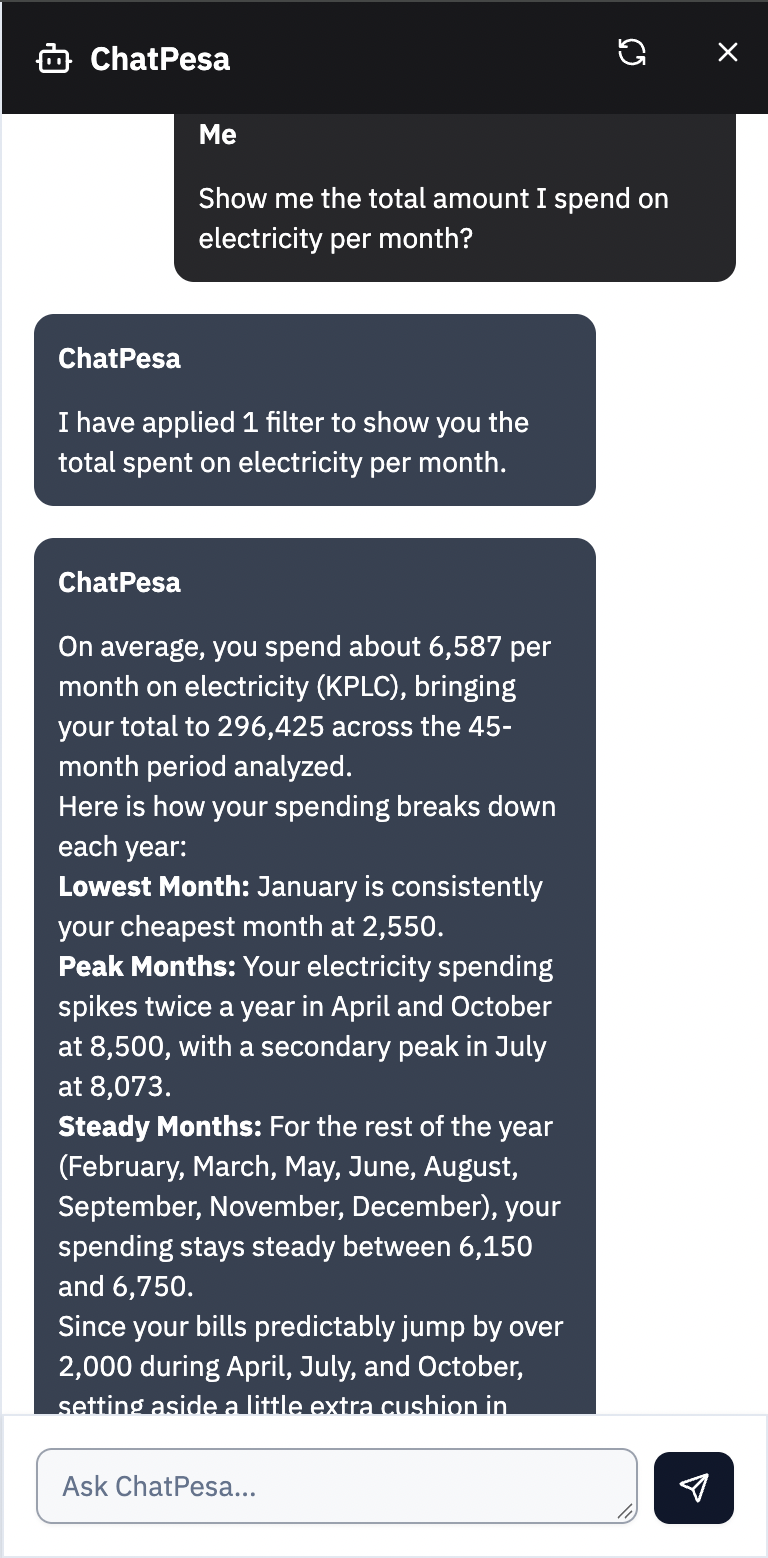 ChatPesa
Me
Show me the total amount I spend on
electricity per month?
ChatPesa
I have applied 1 filter to show you the
total spent on electricity per month.
ChatPesa
On average, you spend about 6,587 per
month on electricity (KPLC), bringing
your total to 296,425 across the 45-
month period analyzed.
Here is how your spending breaks down
each year:
Lowest Month: January is consistently
your cheapest month at 2,550.
Peak Months: Your electricity spending
spikes twice a year in April and October
at 8,500, with a secondary peak in July
at 8,073.
Steady Months: For the rest of the year
(February, March, May, June, August,
September, November, December), your
spending stays steady between 6,150
and 6,750.
Since your bills predictably jump by over
2,000 during April, July, and October,
setting aside a little extra cushion in
Ask ChatPesa...